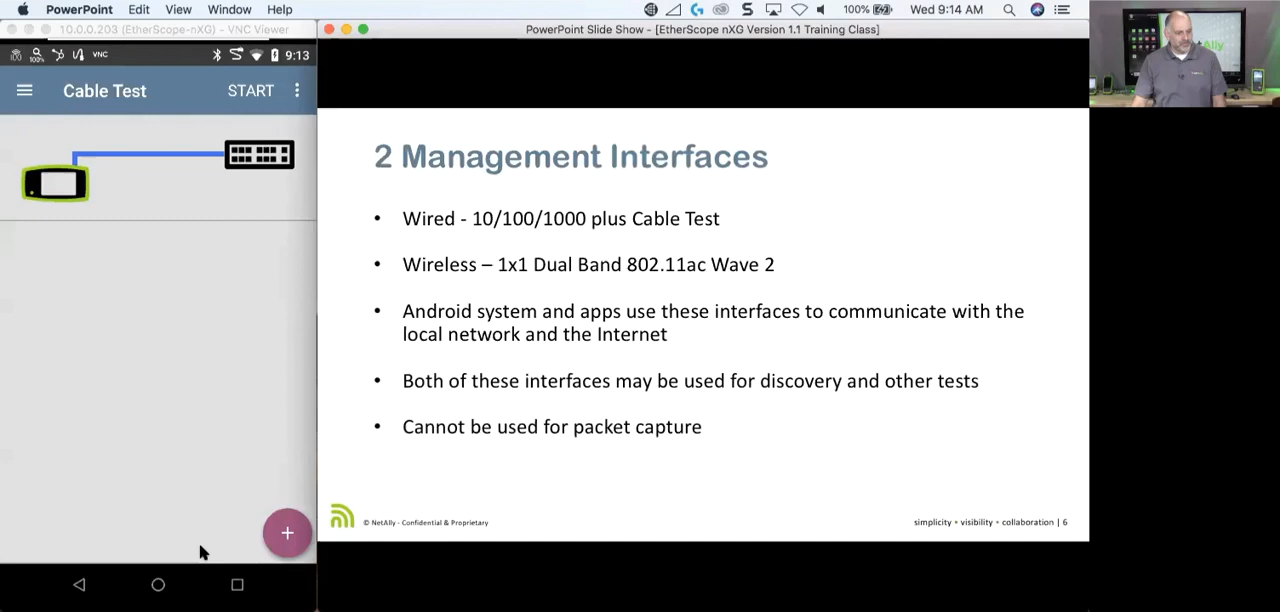 PowerPoint Edit View Window Help
100% Wed 9:14 AM
10.0.0.203 (EtherScope-nXG) - VNC Viewer
PowerPoint Slide Show - [EtherScope nXG Version 1.1 Training Class]
100% VNC 9:13
Cable Test START
2 Management Interfaces
• Wired - 10/100/1000 plus Cable Test
• Wireless – 1x1 Dual Band 802.11ac Wave 2
• Android system and apps use these interfaces to communicate with the
local network and the Internet
• Both of these interfaces may be used for discovery and other tests
• Cannot be used for packet capture
© NetAlly - Confidential & Proprietary
simplicity • visibility • collaboration | 6